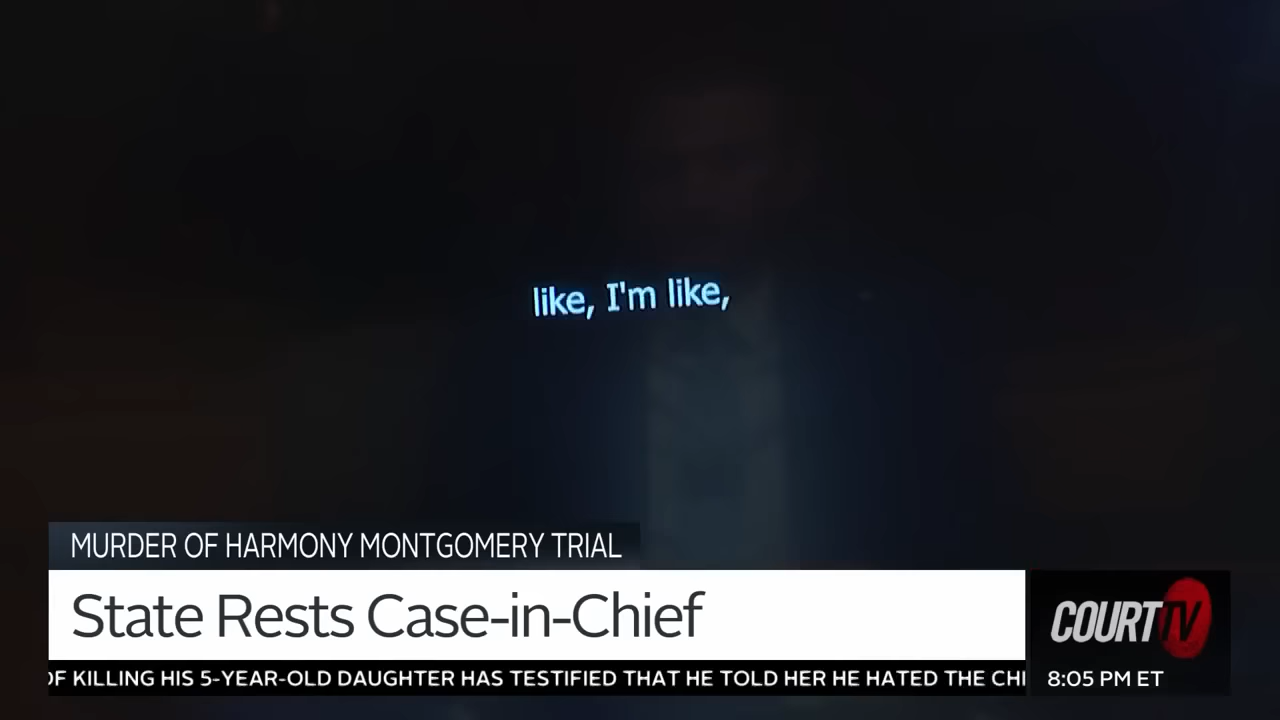 like, I'm like,
MURDER OF HARMONY MONTGOMERY TRIAL
State Rests Case-in-Chief
COURT TV
OF KILLING HIS 5-YEAR-OLD DAUGHTER HAS TESTIFIED THAT HE TOLD HER HE HATED THE CHI
8:05 PM ET